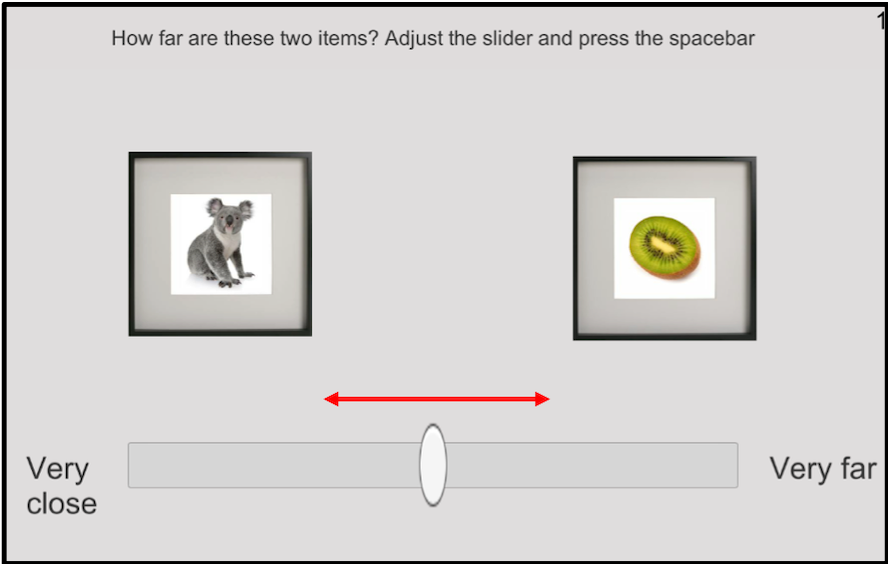 1
How far are these two items? Adjust the slider and press the spacebar
Very
close
Very far